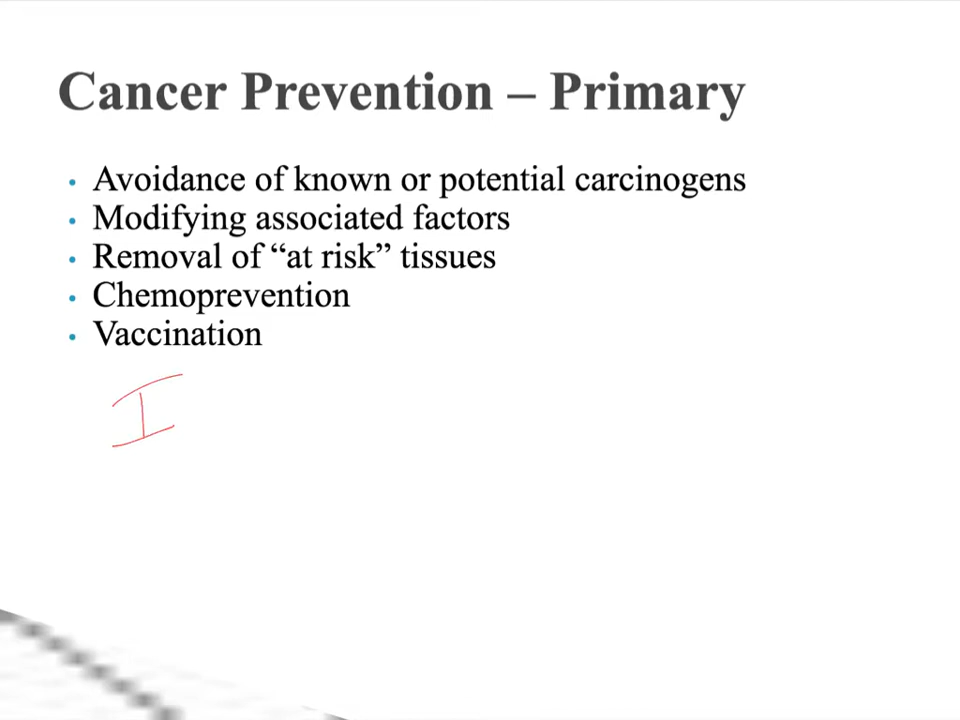 Cancer Prevention – Primary
• Avoidance of known or potential carcinogens
• Modifying associated factors
• Removal of “at risk” tissues
• Chemoprevention
• Vaccination
I